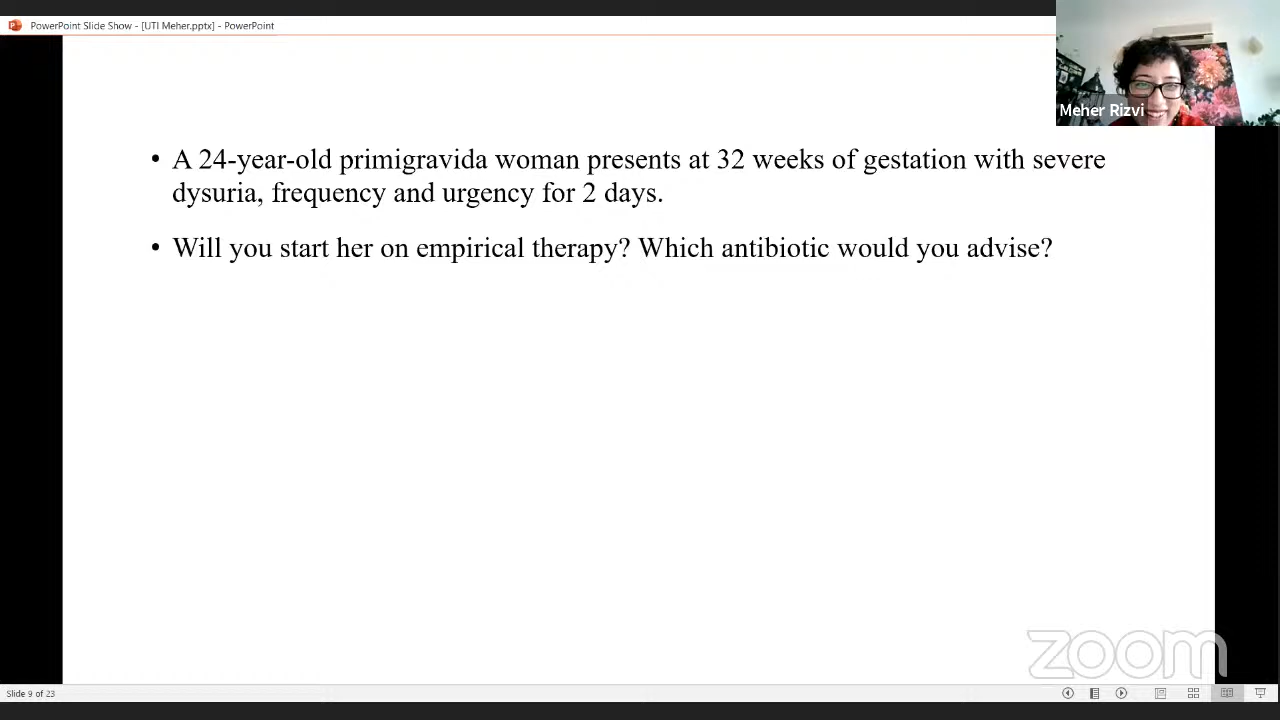 PowerPoint Slide Show - [UTI Meher.pptx] - PowerPoint
Meher Rizvi
• A 24-year-old primigravida woman presents at 32 weeks of gestation with severe
dysuria, frequency and urgency for 2 days.
• Will you start her on empirical therapy? Which antibiotic would you advise?
zoom
Slide 9 of 23